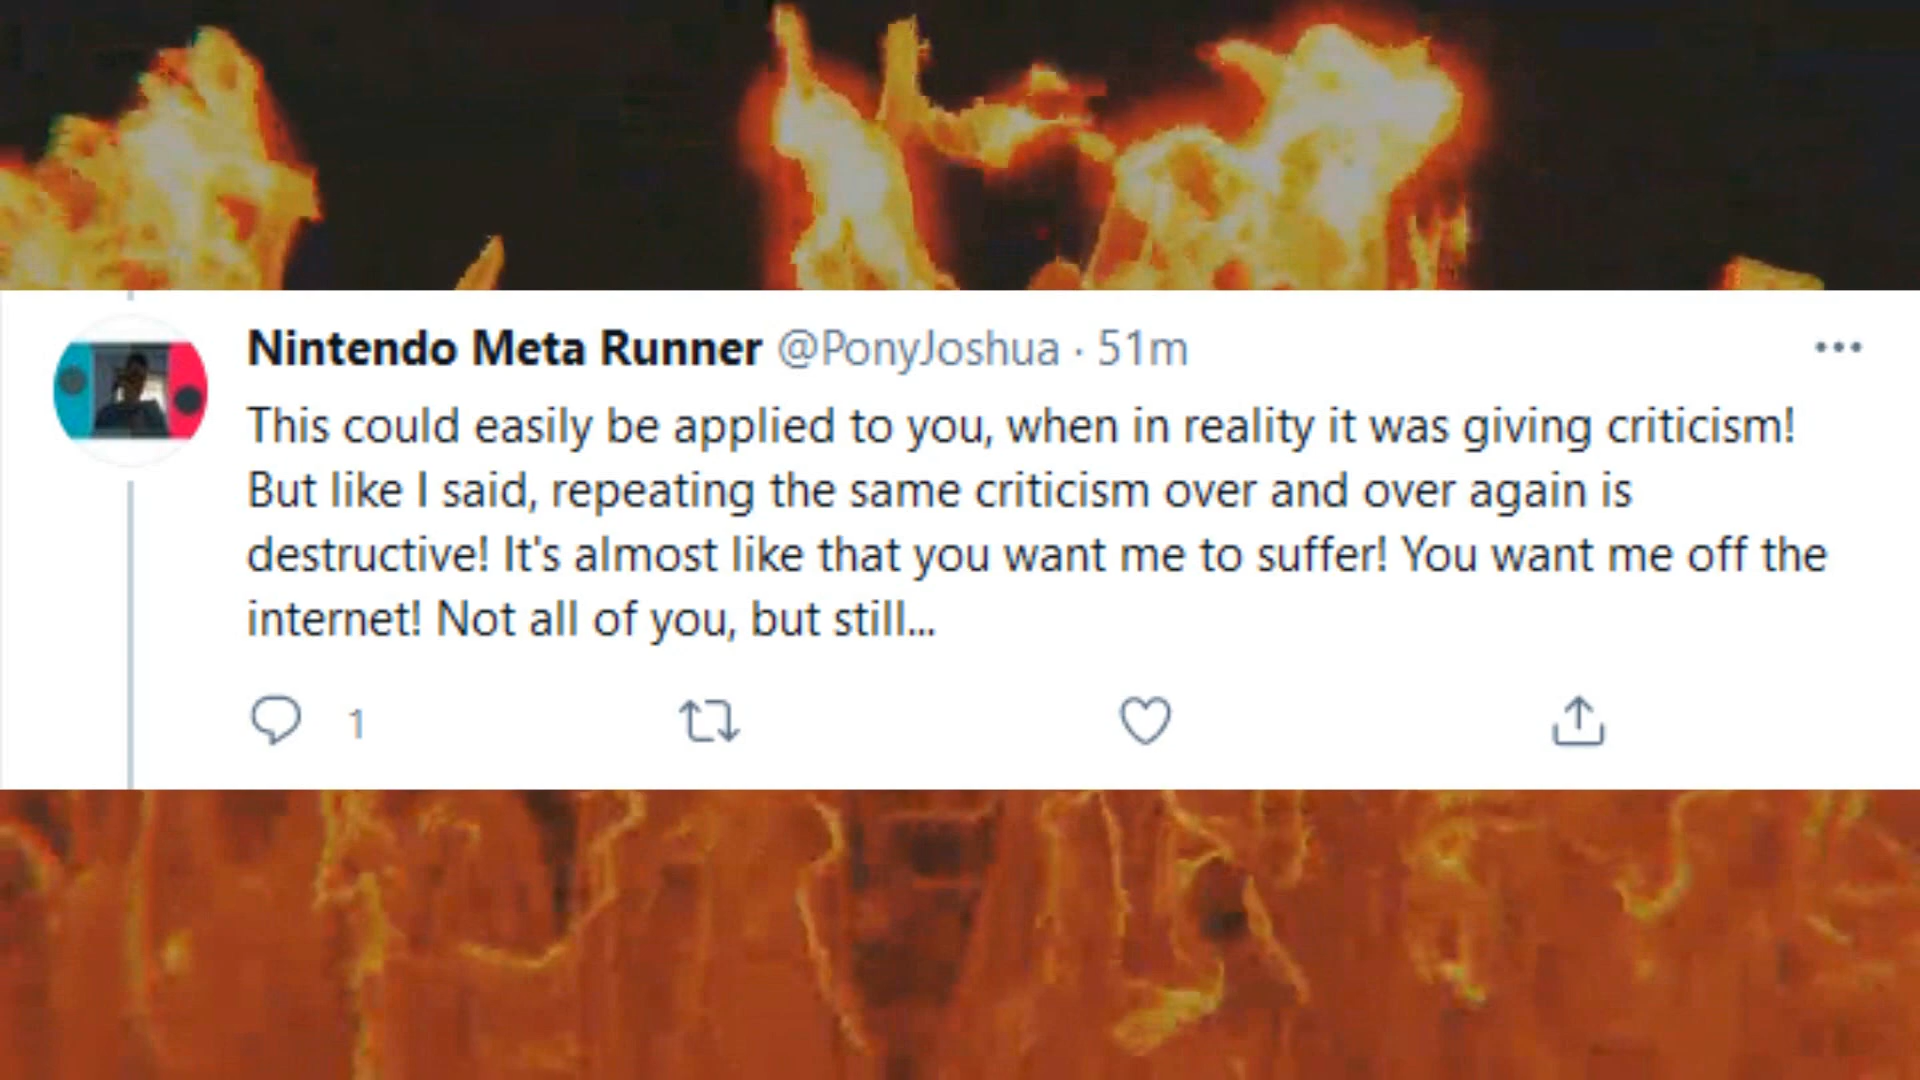 Nintendo Meta Runner @PonyJoshua · 51m
This could easily be applied to you, when in reality it was giving criticism!
But like I said, repeating the same criticism over and over again is
destructive! It's almost like that you want me to suffer! You want me off the
internet! Not all of you, but still...
1